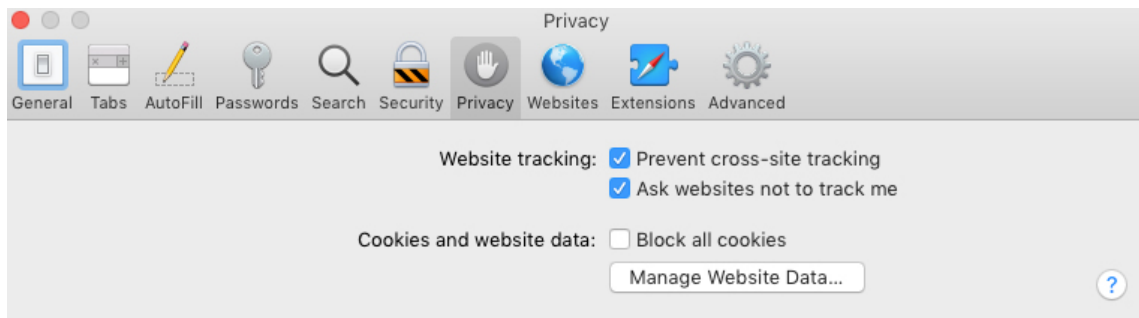 Privacy
General Tabs AutoFill Passwords Search Security Privacy Websites Extensions Advanced
Website tracking: Prevent cross-site tracking
Ask websites not to track me
Cookies and website data: Block all cookies
Manage Website Data...
?